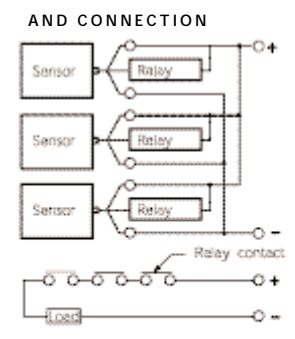 AND CONNECTION
Sensor
Relay
+
Sensor
Relay
Sensor
Relay
−
Relay contact
+
Load
−